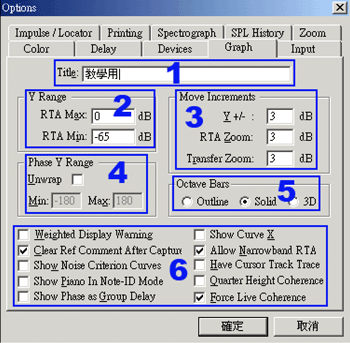 Options
Impulse / Locator Printing Spectrograph SPL History Zoom
Color Delay Devices Graph Input
Title: 教學用 1
Y Range 2
RTA Max: 0 dB
RTA Min: -65 dB
Move Increments 3
Y +/- : 3 dB
RTA Zoom: 3 dB
Transfer Zoom: 3 dB
Phase Y Range 4
Unwrap
Min: -180 Max: 180
Octave Bars 5
Outline Solid 3D
6
Weighted Display Warning Show Curve X
Clear Ref Comment After Capture Allow Narrowband RTA
Show Noise Criterion Curves Have Cursor Track Trace
Show Piano In Note-ID Mode Quarter Height Coherence
Show Phase as Group Delay Force Live Coherence
確定 取消